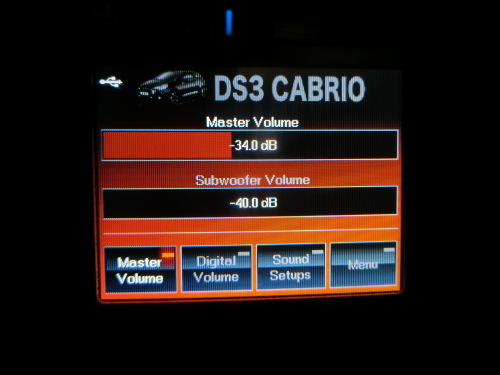 DS3 CABRIO
Master Volume
-34.0 dB
Subwoofer Volume
-40.0 dB
Master Volume
Digital Volume
Sound Setups
Menu